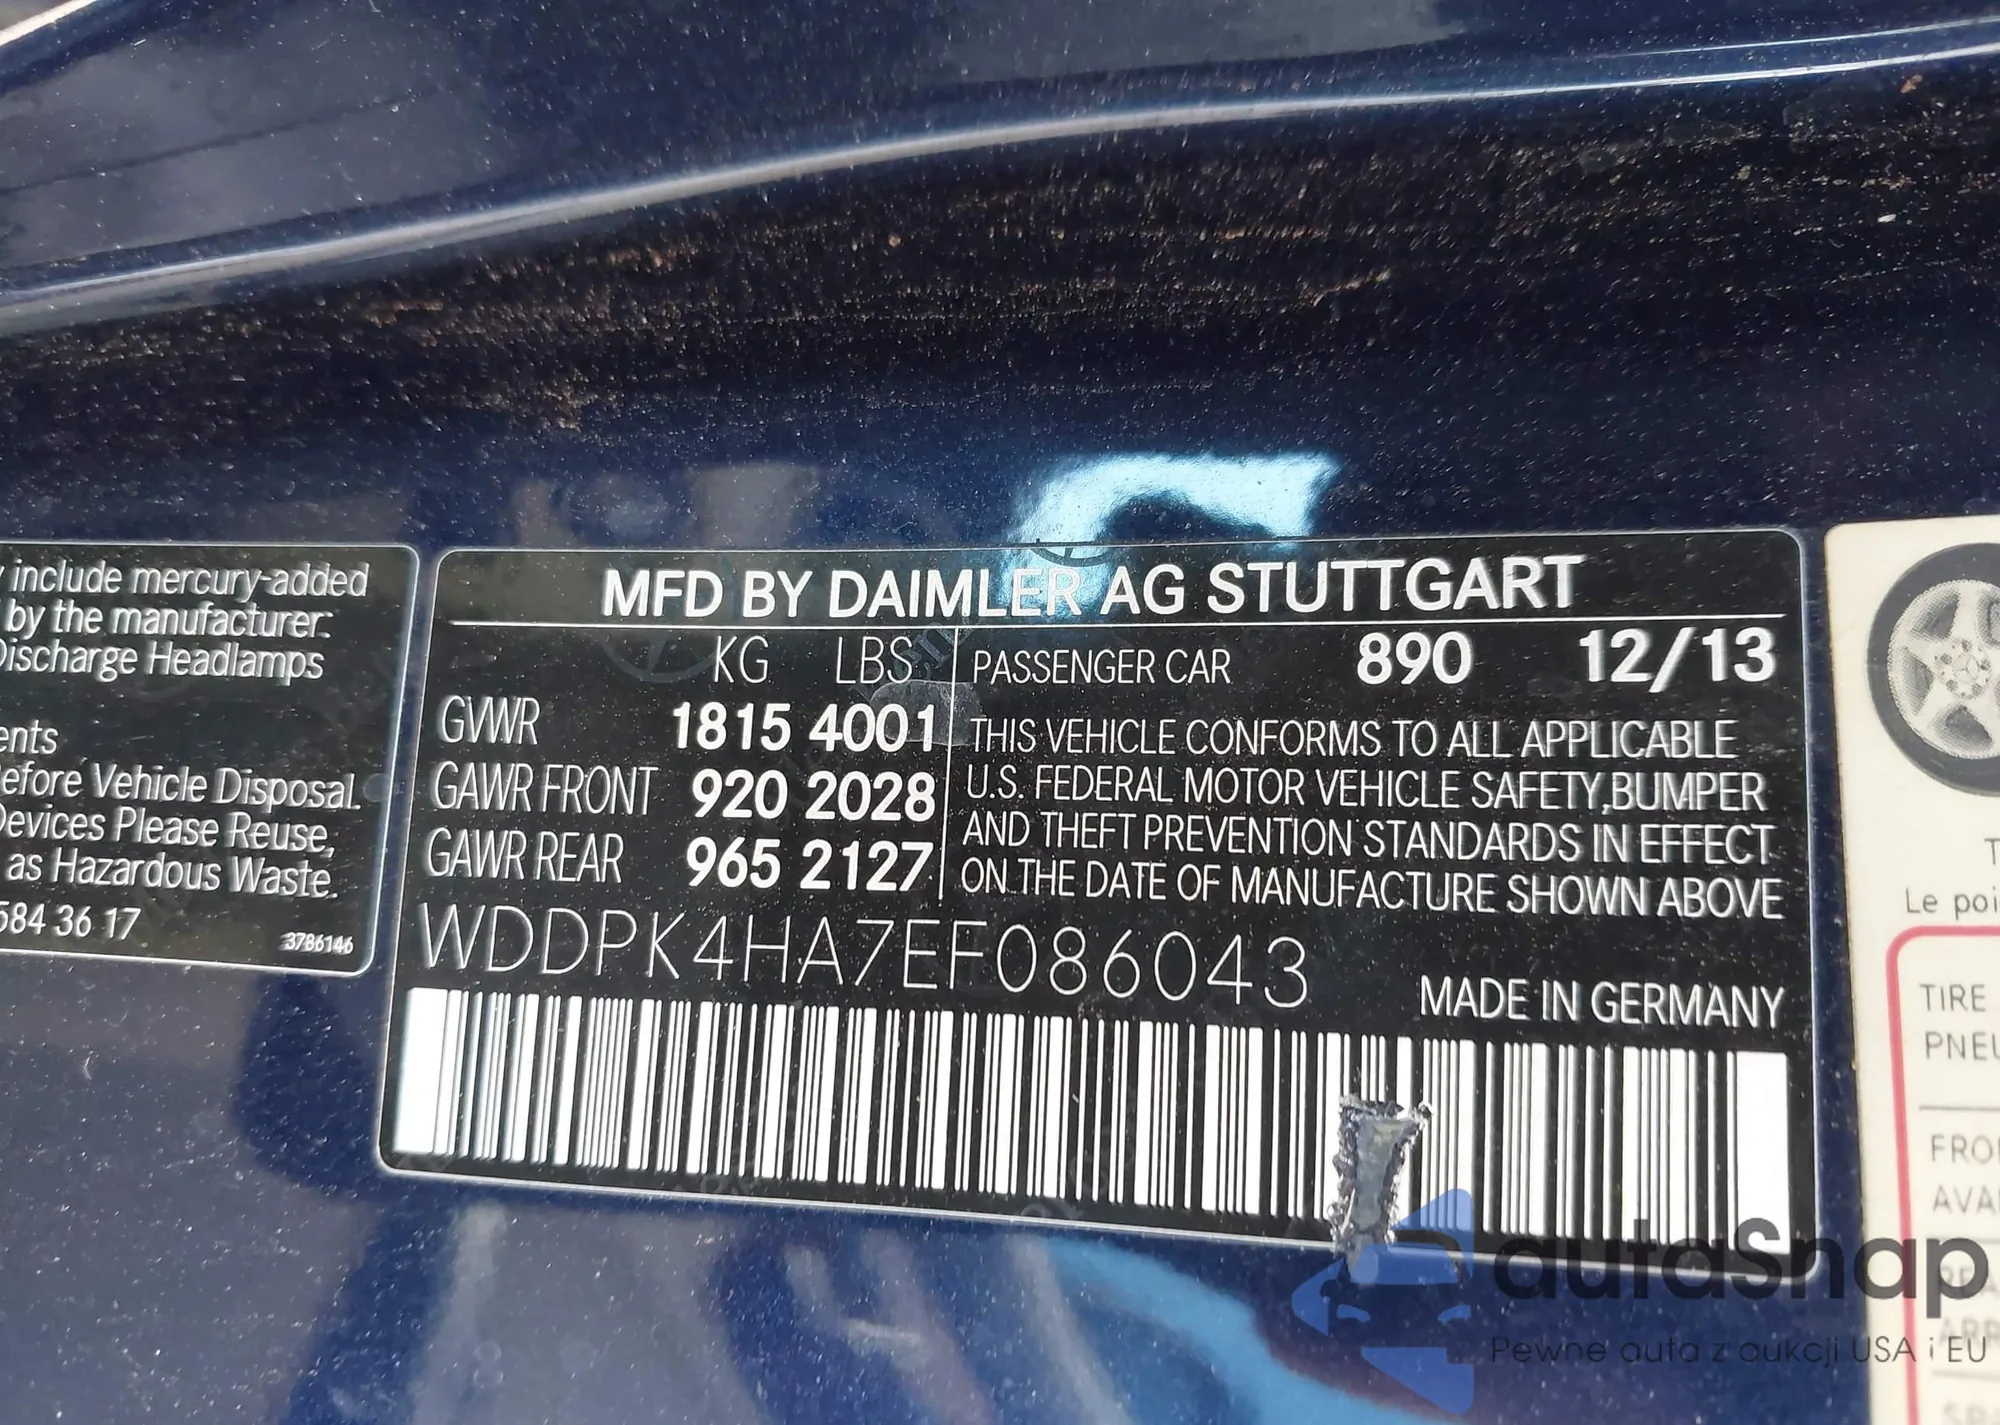 include mercury-added
by the manufacturer.
Discharge Headlamps
Before Vehicle Disposal.
Devices Please Reuse,
as Hazardous Waste.
584 36 17
3786146
MFD BY DAIMLER AG STUTTGART
KG LBS
GVWR 1815 4001
GAWR FRONT 920 2028
GAWR REAR 965 2127
PASSENGER CAR 890 12/13
THIS VEHICLE CONFORMS TO ALL APPLICABLE
U.S. FEDERAL MOTOR VEHICLE SAFETY,BUMPER
AND THEFT PREVENTION STANDARDS IN EFFECT
ON THE DATE OF MANUFACTURE SHOWN ABOVE
WDDPK4HA7EF086043
MADE IN GERMANY
Le poi
TIRE
PNEU
FRO
AVA
autaSnap
Pewne auta z aukcji USA i EU